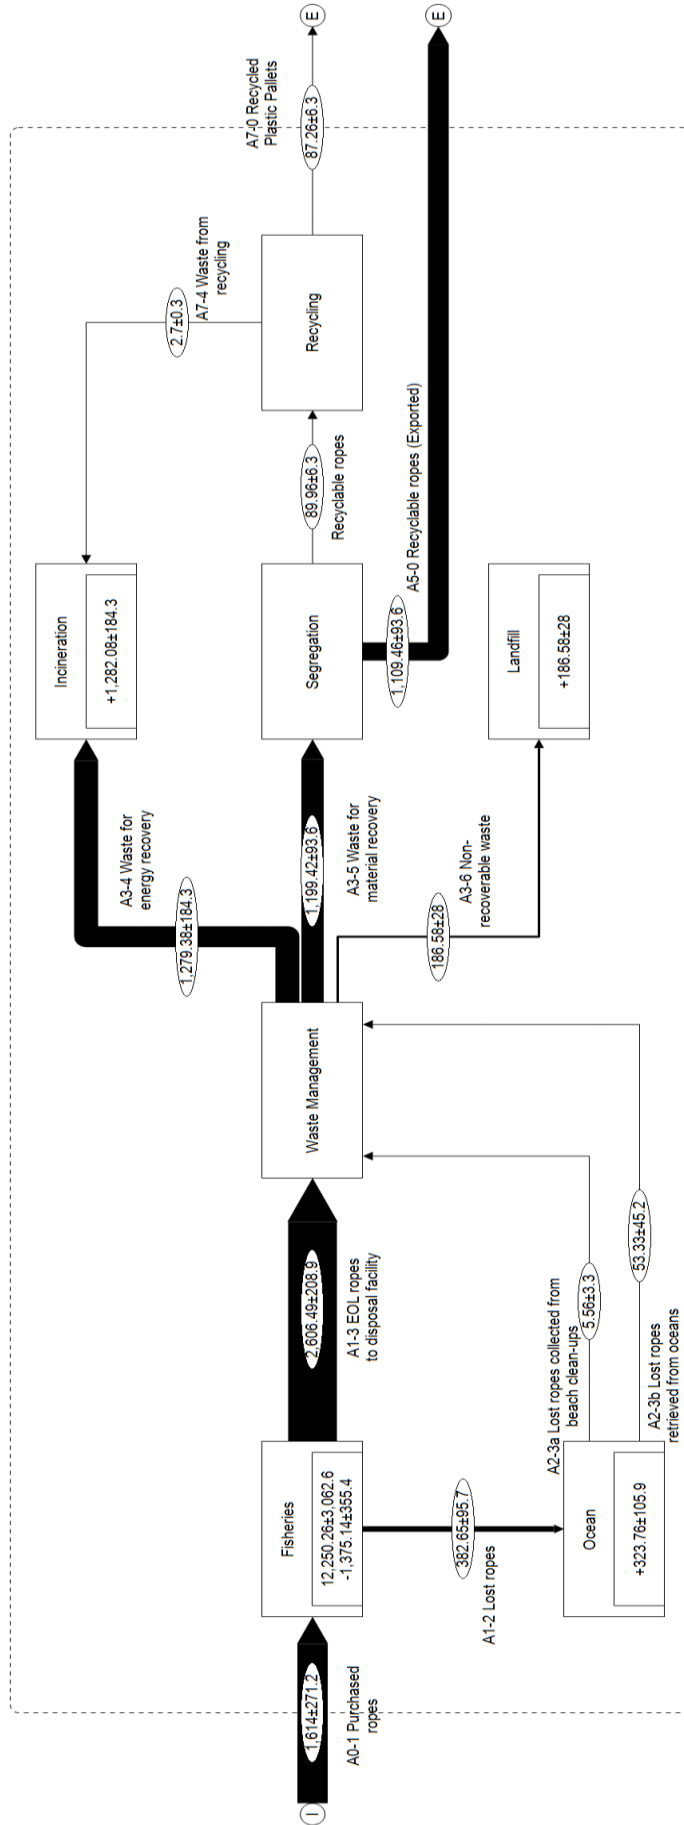 I
1,614±271.2
A0-1 Purchased
ropes
Fisheries
12,250.26±3,062.6
-1,375.14±355.4
382.65±95.7
A1-2 Lost ropes
Ocean
+323.76±105.9
2,606.49±208.9
A1-3 EOL ropes
to disposal facility
A2-3a Lost ropes collected from
beach clean-ups
5.56±3.3
A2-3b Lost ropes
retrieved from oceans
53.33±45.2
Waste Management
1,279.38±184.3
A3-4 Waste for
energy recovery
1,199.42±93.6
A3-5 Waste for
material recovery
186.58±28
A3-6 Non-
recoverable waste
Incineration
+1,282.08±184.3
Segregation
1,109.46±93.6
A5-0 Recyclable ropes (Exported)
Landfill
+186.58±28
89.96±6.3
Recyclable ropes
Recycling
2.7±0.3
A7-4 Waste from
recycling
A7-0 Recycled
Plastic Pallets
87.26±6.3
E
E